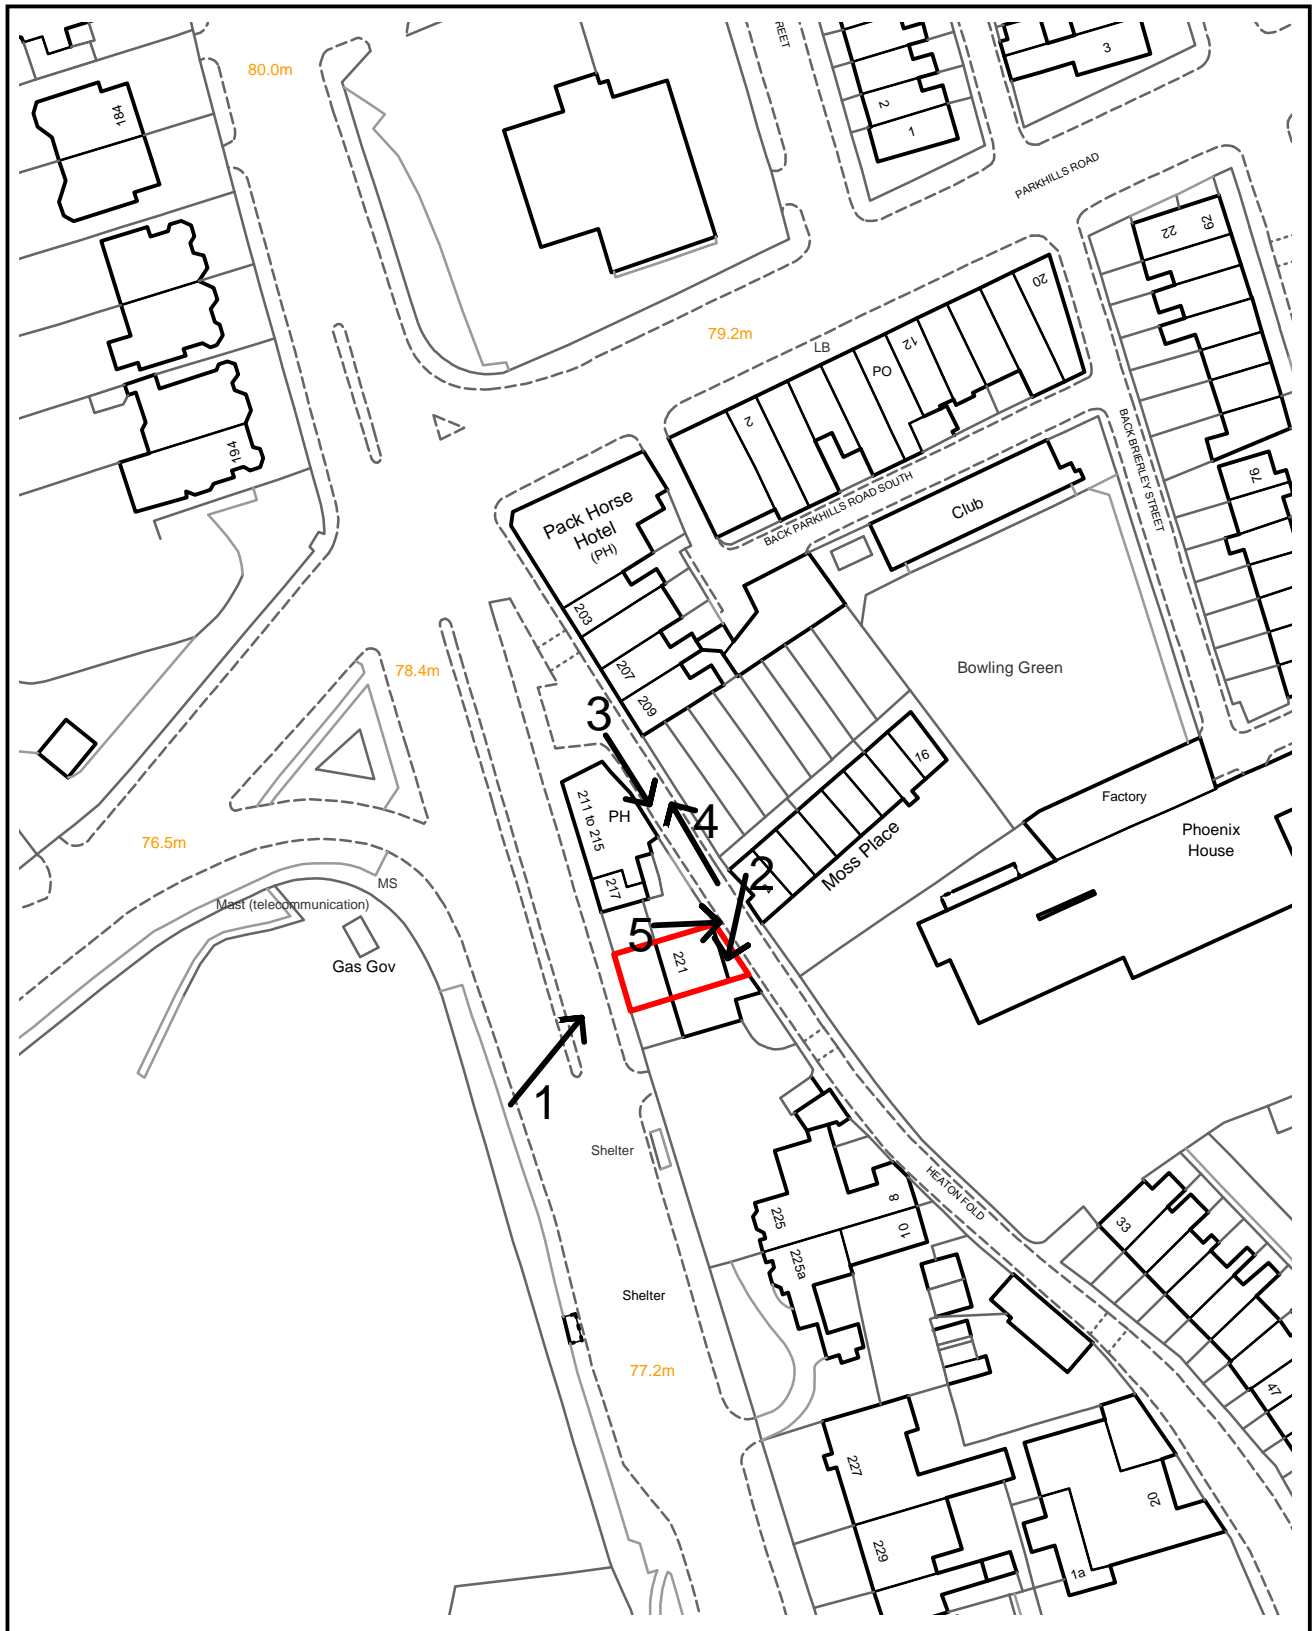 80.0m
184
REET
2
1
3
PARKHILLS ROAD
22
62
20
79.2m
LB
12
PO
2
194
BACK BRIERLEY STREET
76
BACK PARKHILLS ROAD SOUTH
Club
Pack Horse
Hotel
(PH)
203
207
209
78.4m
Bowling Green
3
16
211 to 215
PH
4
Moss Place
Factory
Phoenix
House
76.5m
MS
Mast (telecommunication)
217
2
5
221
Gas Gov
1
Shelter
HEATON FOLD
8
10
225
225a
33
Shelter
77.2m
47
227
20
229
1a